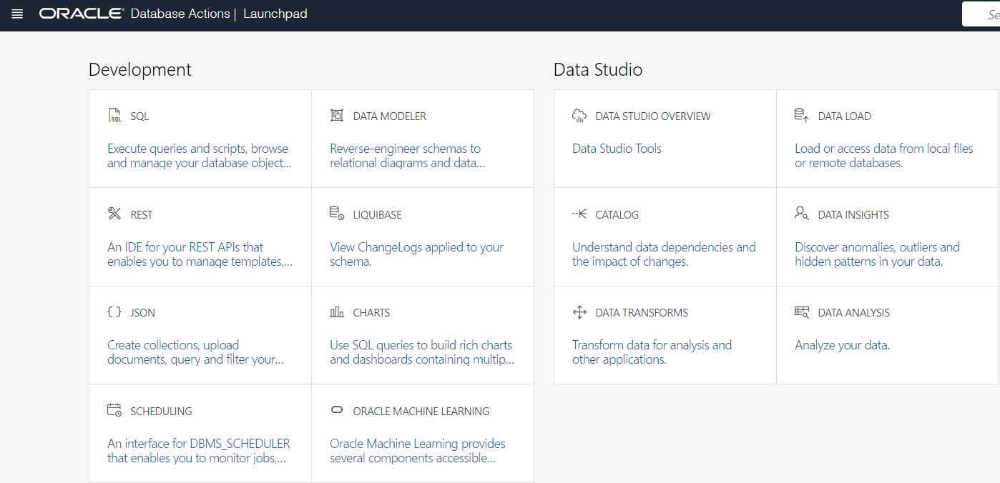 ORACLE® Database Actions | Launchpad
Development
SQL
Execute queries and scripts, browse
and manage your database object...
DATA MODELER
Reverse-engineer schemas to
relational diagrams and data...
REST
An IDE for your REST APIs that
enables you to manage templates,...
LIQUIBASE
View ChangeLogs applied to your
schema.
{ } JSON
Create collections, upload
documents, query and filter your...
CHARTS
Use SQL queries to build rich charts
and dashboards containing multip...
SCHEDULING
An interface for DBMS_SCHEDULER
that enables you to monitor jobs,...
ORACLE MACHINE LEARNING
Oracle Machine Learning provides
several components accessible...
Data Studio
DATA STUDIO OVERVIEW
Data Studio Tools
DATA LOAD
Load or access data from local files
or remote databases.
CATALOG
Understand data dependencies and
the impact of changes.
DATA INSIGHTS
Discover anomalies, outliers and
hidden patterns in your data.
DATA TRANSFORMS
Transform data for analysis and
other applications.
DATA ANALYSIS
Analyze your data.